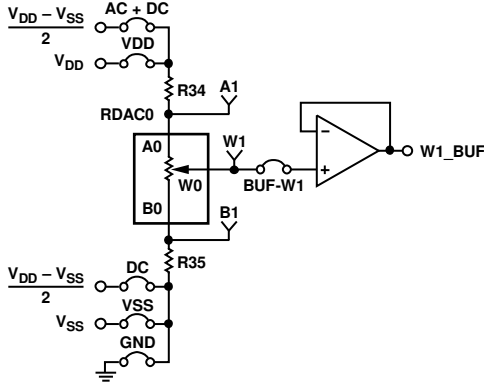 V_DD – V_SS
2
AC + DC
VDD
V_DD
R34
A1
RDAC0
A0
W1
W0
BUF-W1
–
+
W1_BUF
B0
B1
R35
V_DD – V_SS
2
DC
VSS
V_SS
GND